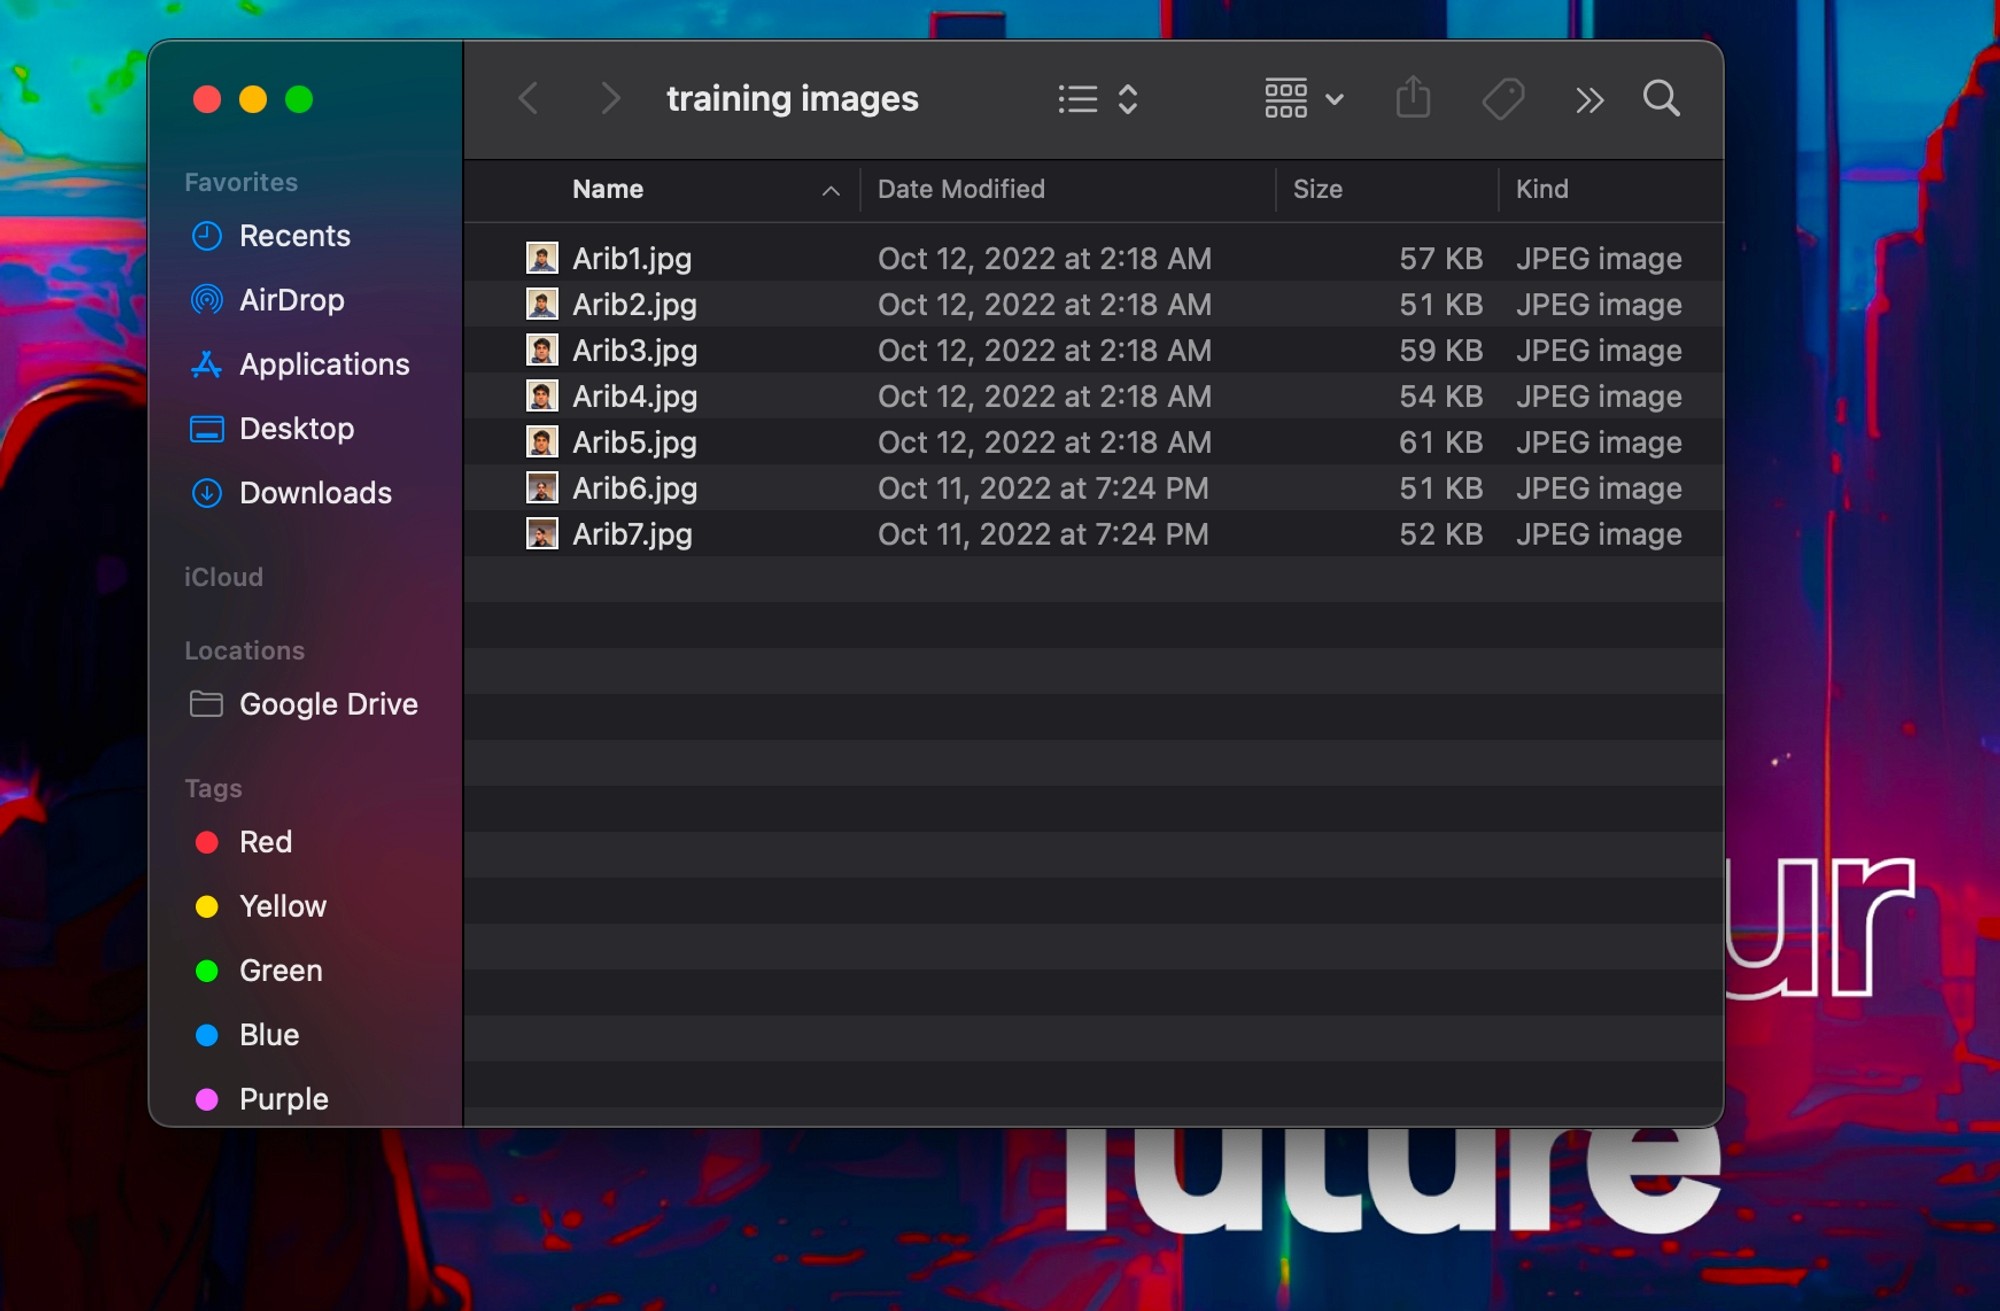 training images
Favorites
Recents
AirDrop
Applications
Desktop
Downloads
iCloud
Locations
Google Drive
Tags
Red
Yellow
Green
Blue
Purple
Name Date Modified Size Kind
Arib1.jpg Oct 12, 2022 at 2:18 AM 57 KB JPEG image
Arib2.jpg Oct 12, 2022 at 2:18 AM 51 KB JPEG image
Arib3.jpg Oct 12, 2022 at 2:18 AM 59 KB JPEG image
Arib4.jpg Oct 12, 2022 at 2:18 AM 54 KB JPEG image
Arib5.jpg Oct 12, 2022 at 2:18 AM 61 KB JPEG image
Arib6.jpg Oct 11, 2022 at 7:24 PM 51 KB JPEG image
Arib7.jpg Oct 11, 2022 at 7:24 PM 52 KB JPEG image
ur
future